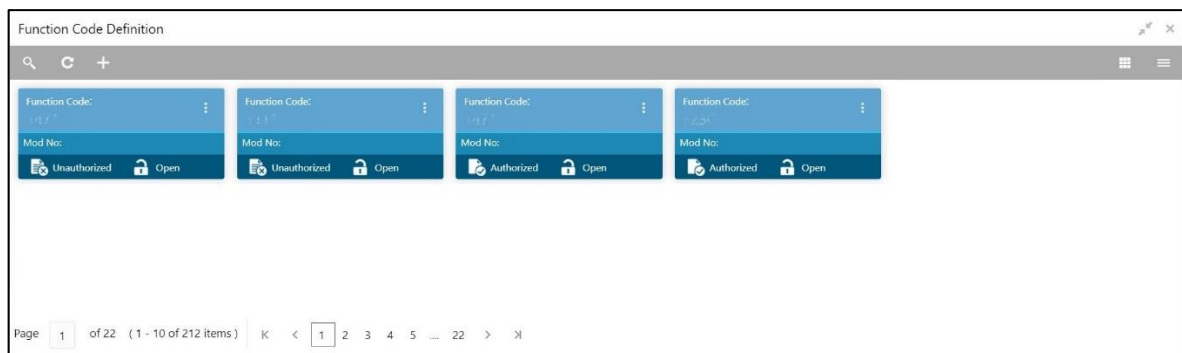 Function Code Definition
Function Code: Function Code: Function Code: Function Code:
Mod No: Mod No: Mod No: Mod No:
Unauthorized Open Unauthorized Open Authorized Open Authorized Open
Page 1 of 22 ( 1 - 10 of 212 items ) 1 2 3 4 5 .... 22